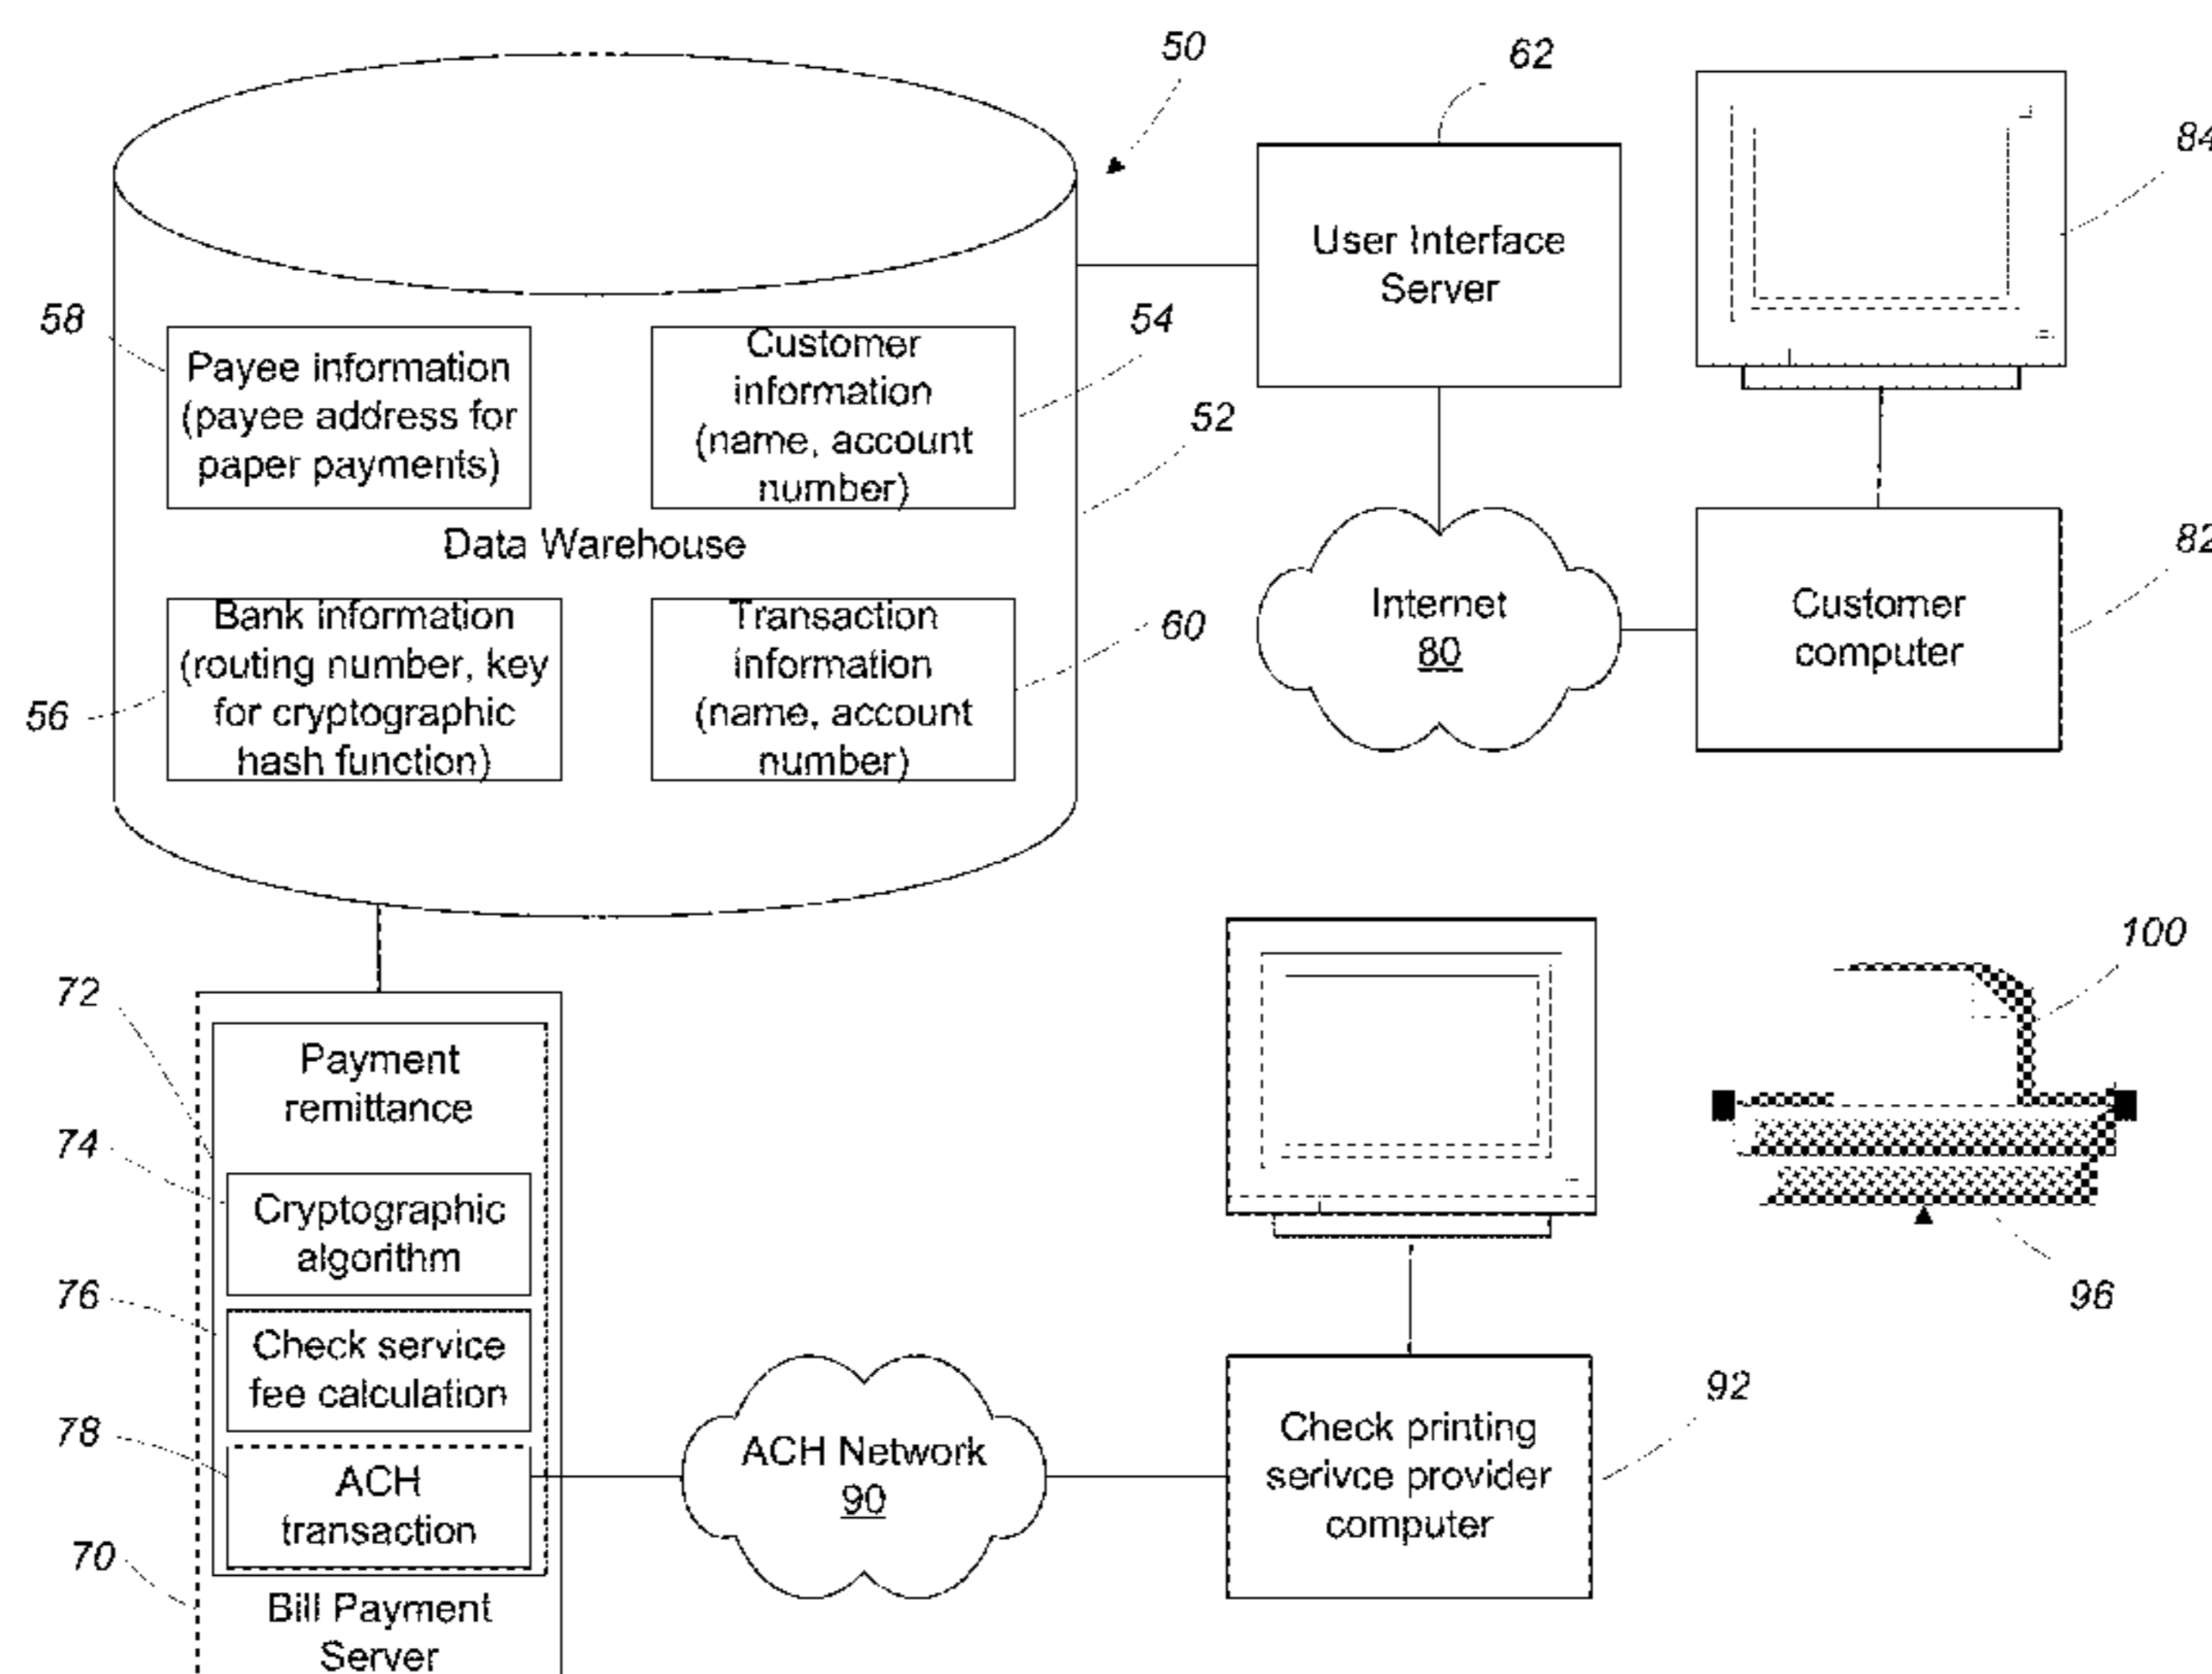 50
62
84
User Interface
Server
58
Payee information
(payee address for
paper payments)
Customer
information
(name, account
number)
54
52
Data Warehouse
Bank information
(routing number, key
for cryptographic
hash function)
56
Transaction
information
(name, account
number)
60
Internet
80
Customer
computer
82
72
Payment
remittance
74
Cryptographic
algorithm
76
Check service
fee calculation
78
ACH
transaction
70
Bill Payment
Server
ACH Network
90
Check printing
serivce provider
computer
92
100
96